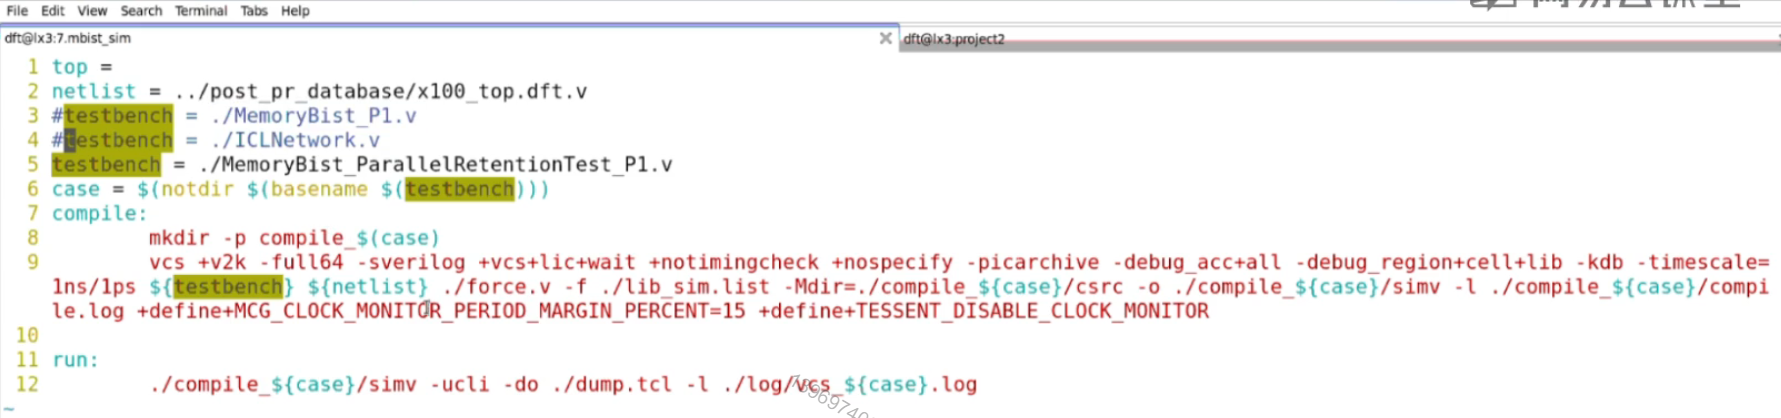 File Edit View Search Terminal Tabs Help
dft@lx3:7.mbist_sim
dft@lx3:project2
1 top =
2 netlist = ../post_pr_database/x100_top.dft.v
3 #testbench = ./MemoryBist_P1.v
4 #testbench = ./ICLNetwork.v
5 testbench = ./MemoryBist_ParallelRetentionTest_P1.v
6 case = $(notdir $(basename $(testbench)))
7 compile:
8 mkdir -p compile_$(case)
9 vcs +v2k -full64 -sverilog +vcs+lic+wait +notimingcheck +nospecify -picarchive -debug_acc+all -debug_region+cell+lib -kdb -timescale=
1ns/1ps ${testbench} ${netlist} ./force.v -f ./lib_sim.list -Mdir=./compile_${case}/csrc -o ./compile_${case}/simv -l ./compile_${case}/compi
le.log +define+MCG_CLOCK_MONITOR_PERIOD_MARGIN_PERCENT=15 +define+TESSENT_DISABLE_CLOCK_MONITOR
10
11 run:
12 ./compile_${case}/simv -ucli -do ./dump.tcl -l ./log/vcs_${case}.log
~